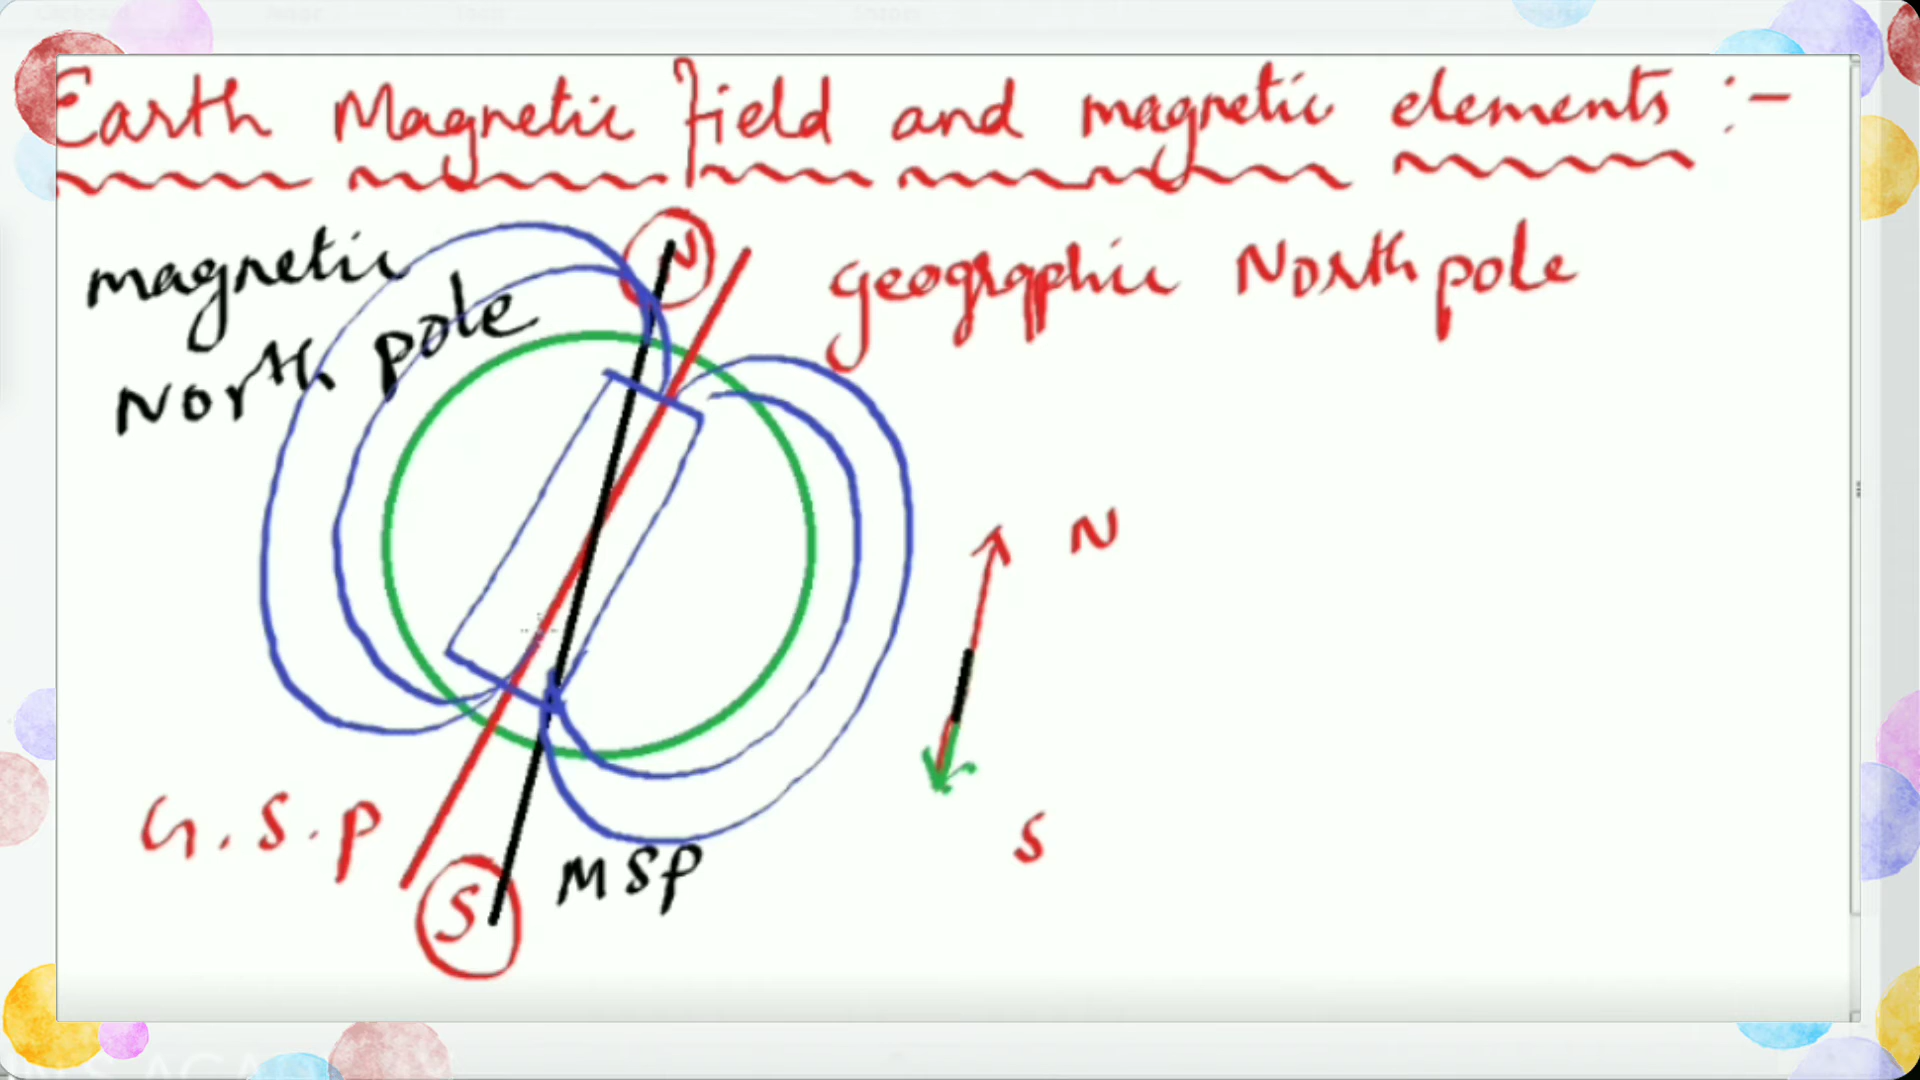 Earth Magnetic Field and magnetic elements :-
magnetic
North pole
N
geographic North pole
N
G.S.P
S
MSP
S